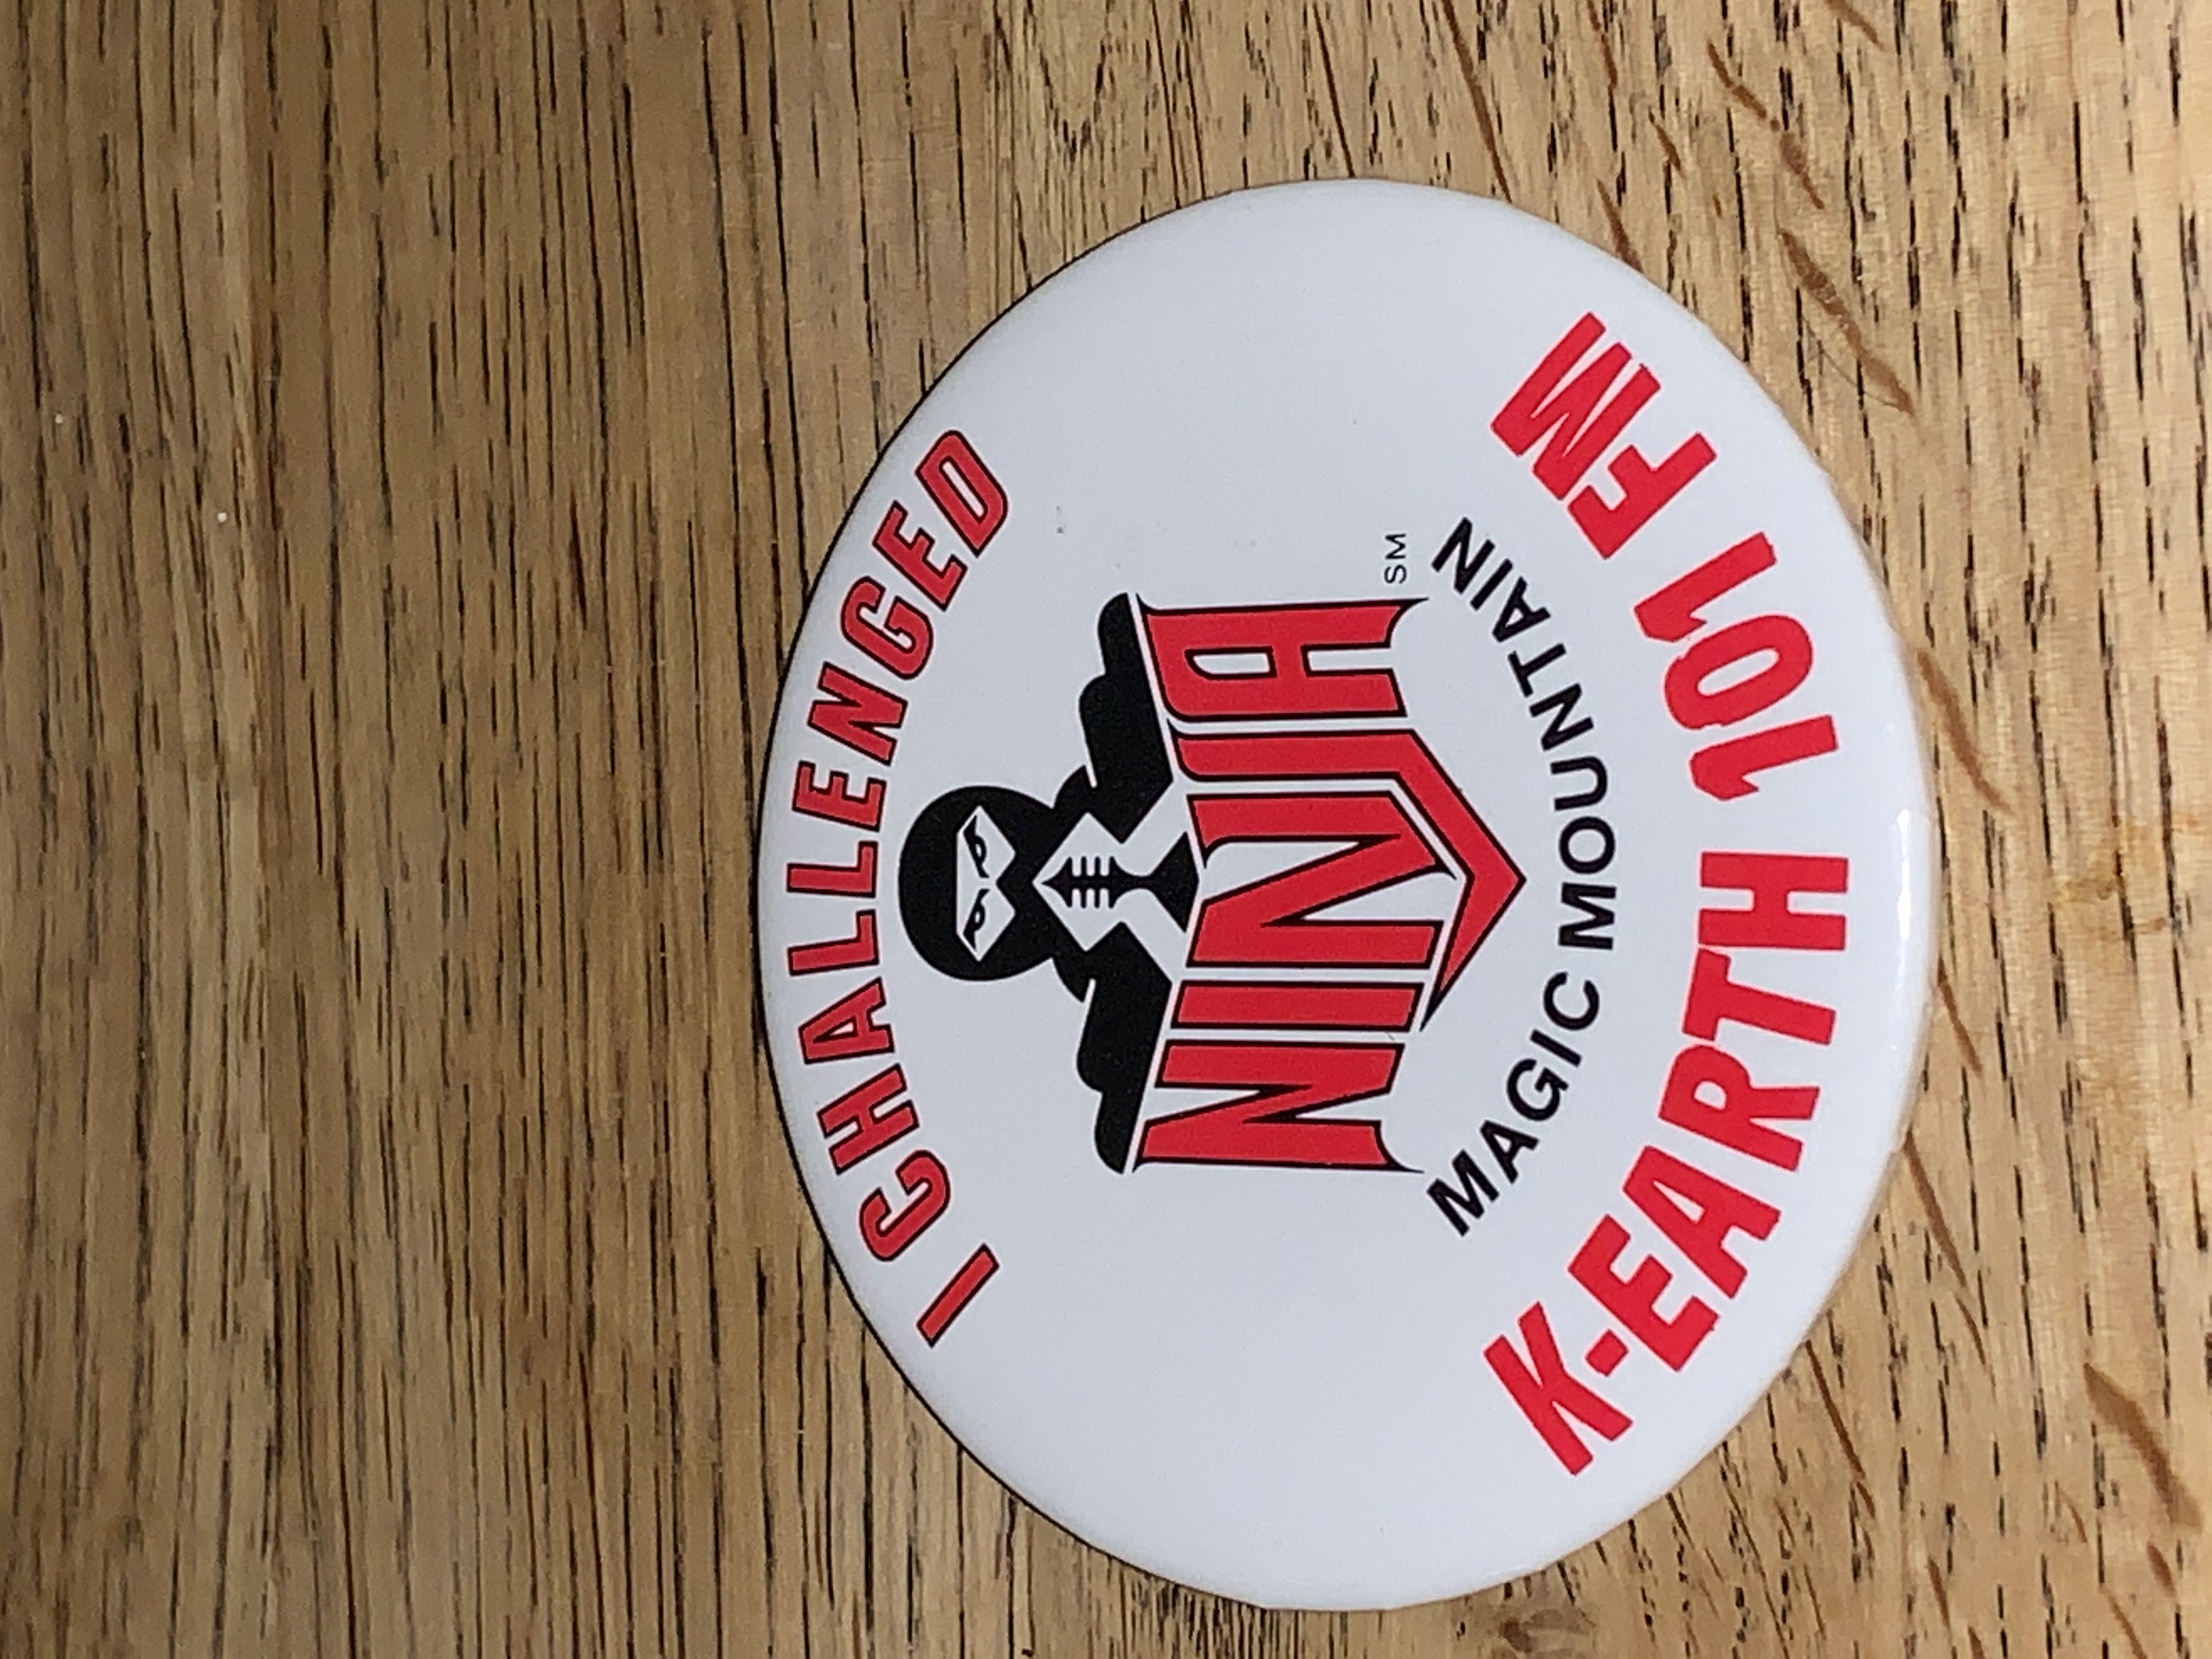 I CHALLENGED
NINJA
SM
MAGIC MOUNTAIN
K-EARTH 101 FM